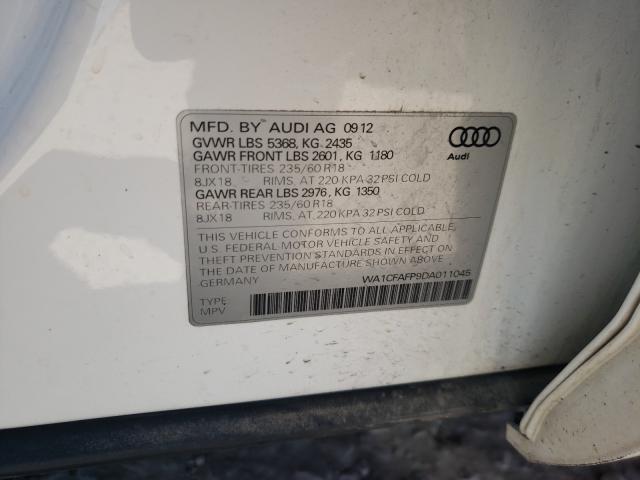 MFD. BY AUDI AG 09.12
GVWR LBS 5368, KG 2435
GAWR FRONT LBS 2601, KG 1180
FRONT-TIRES 235/60 R18
8JX18 RIMS, AT 220 KPA 32 PSI COLD
GAWR REAR LBS 2976, KG 1350
REAR-TIRES 235/60 R18
8JX18 RIMS, AT 220 KPA 32 PSI COLD
Audi
THIS VEHICLE CONFORMS TO ALL APPLICABLE
U.S. FEDERAL MOTOR VEHICLE SAFETY AND
THEFT PREVENTION STANDARDS IN EFFECT ON
THE DATE OF MANUFACTURE SHOWN ABOVE
GERMANY
WA1CFAFP9DA011045
TYPE
MPV